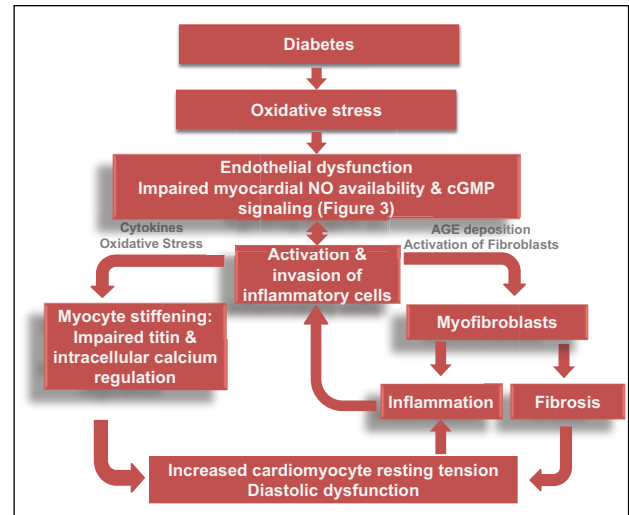 Diabetes
Oxidative stress
Endothelial dysfunction
Impaired myocardial NO availability & cGMP
signaling (Figure 3)
Cytokines
Oxidative Stress
AGE deposition
Activation of Fibroblasts
Activation &
invasion of
inflammatory cells
Myocyte stiffening:
Impaired titin &
intracellular calcium
regulation
Myofibroblasts
Inflammation
Fibrosis
Increased cardiomyocyte resting tension
Diastolic dysfunction